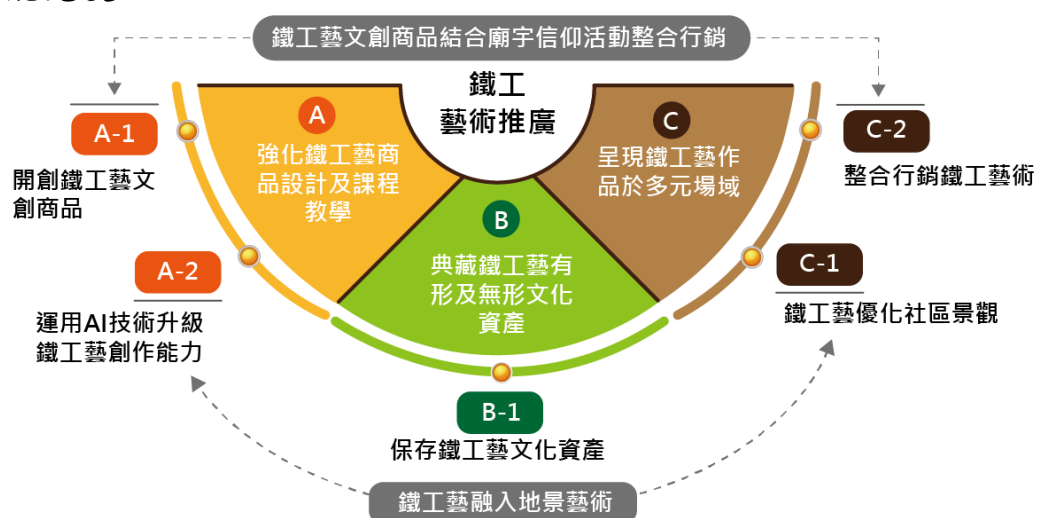 鐵工藝文創商品結合廟宇信仰活動整合行銷
鐵工
藝術推廣
A
強化鐵工藝商
品設計及課程
教學
B
典藏鐵工藝有
形及無形文化
資產
C
呈現鐵工藝作
品於多元場域
A-1
開創鐵工藝文
創商品
A-2
運用AI技術升級
鐵工藝創作能力
B-1
保存鐵工藝文化資產
C-1
鐵工藝優化社區景觀
C-2
整合行銷鐵工藝術
鐵工藝融入地景藝術